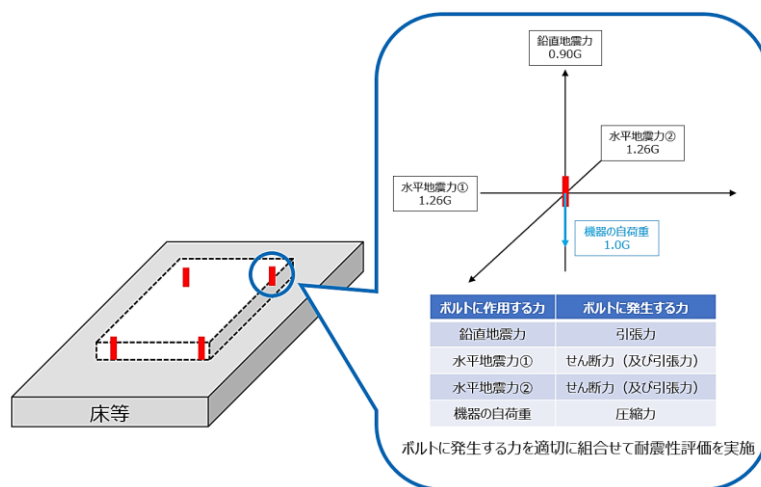 鉛直地震力
0.90G
水平地震力②
1.26G
水平地震力①
1.26G
機器の自荷重
1.0G
床等
ボルトに作用する力 ボルトに発生する力
鉛直地震力 引張力
水平地震力① せん断力（及び引張力）
水平地震力② せん断力（及び引張力）
機器の自荷重 圧縮力
ボルトに発生する力を適切に組合せて耐震性評価を実施